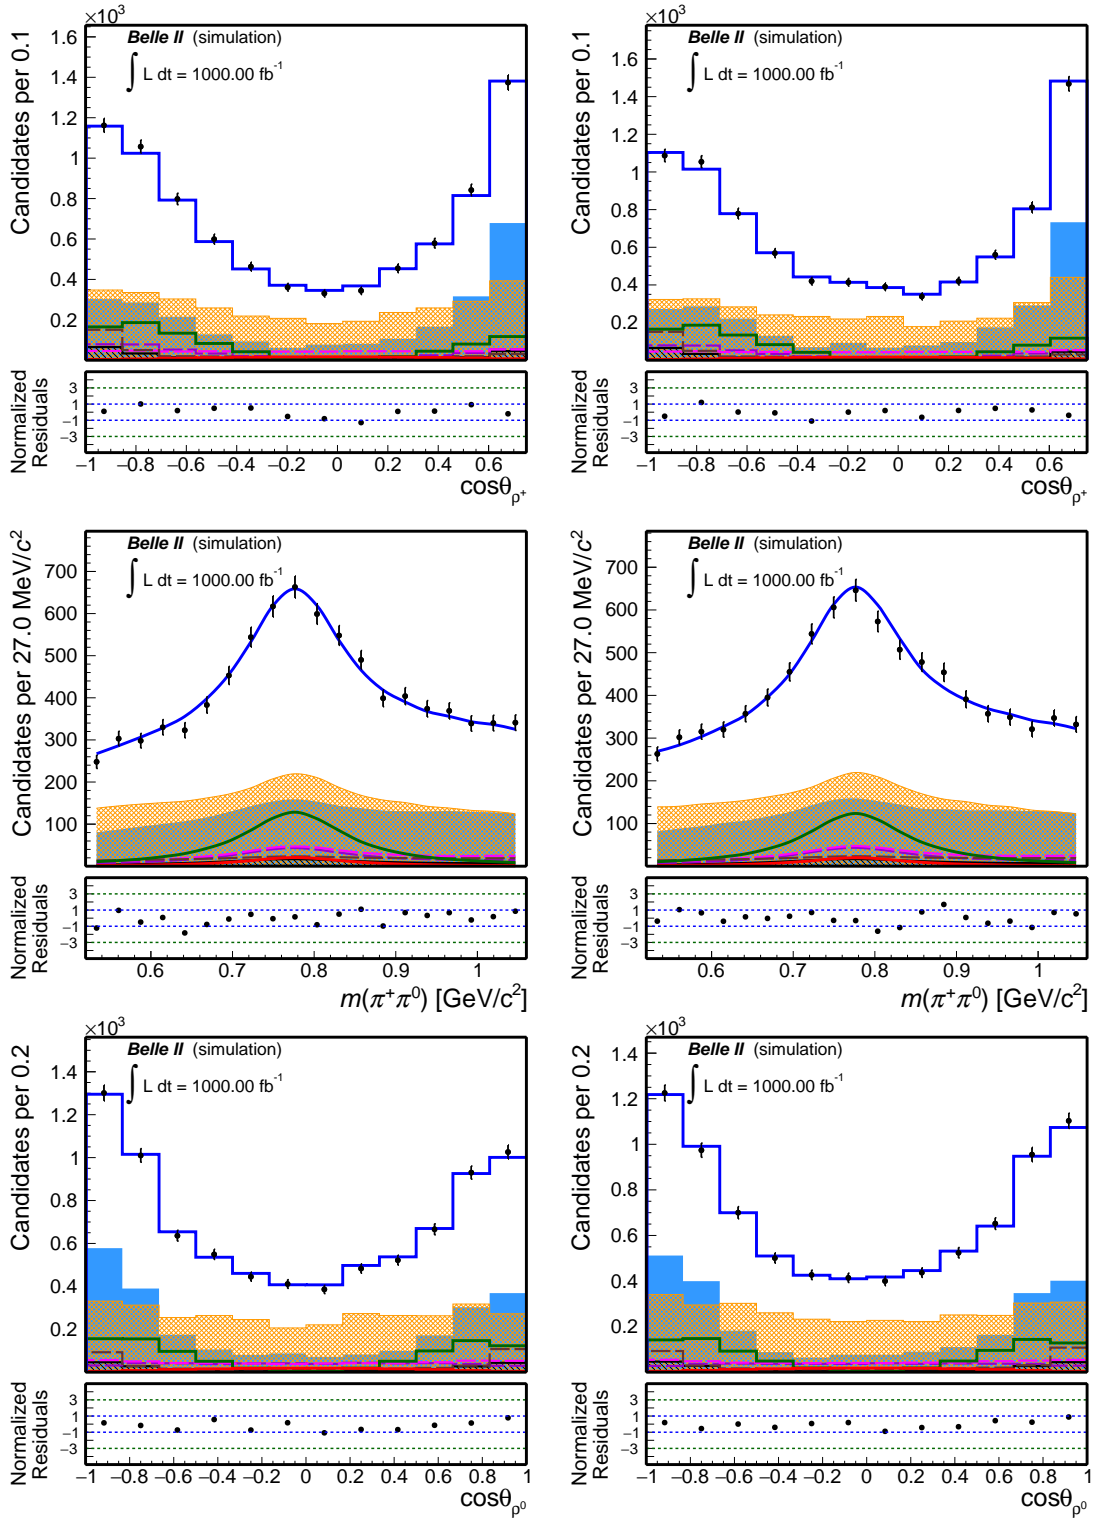 ×10³
Candidates per 0.1
Belle II (simulation)
∫ L dt = 1000.00 fb⁻¹
1.6
1.4
1.2
1
0.8
0.6
0.4
0.2
Normalized
Residuals
3
1
−1
−3
−1 −0.8 −0.6 −0.4 −0.2 0 0.2 0.4 0.6
cosθρ⁺
×10³
Candidates per 0.1
Belle II (simulation)
∫ L dt = 1000.00 fb⁻¹
1.6
1.4
1.2
1
0.8
0.6
0.4
0.2
Normalized
Residuals
3
1
−1
−3
−1 −0.8 −0.6 −0.4 −0.2 0 0.2 0.4 0.6
cosθρ⁺
Candidates per 27.0 MeV/c²
Belle II (simulation)
∫ L dt = 1000.00 fb⁻¹
700
600
500
400
300
200
100
Normalized
Residuals
3
1
−1
−3
0.6 0.7 0.8 0.9 1
m(π⁺π⁰) [GeV/c²]
Candidates per 27.0 MeV/c²
Belle II (simulation)
∫ L dt = 1000.00 fb⁻¹
700
600
500
400
300
200
100
Normalized
Residuals
3
1
−1
−3
0.6 0.7 0.8 0.9 1
m(π⁺π⁰) [GeV/c²]
×10³
Candidates per 0.2
Belle II (simulation)
∫ L dt = 1000.00 fb⁻¹
1.4
1.2
1
0.8
0.6
0.4
0.2
Normalized
Residuals
3
1
−1
−3
−1 −0.8 −0.6 −0.4 −0.2 0 0.2 0.4 0.6 0.8 1
cosθρ⁰
×10³
Candidates per 0.2
Belle II (simulation)
∫ L dt = 1000.00 fb⁻¹
1.4
1.2
1
0.8
0.6
0.4
0.2
Normalized
Residuals
3
1
−1
−3
−1 −0.8 −0.6 −0.4 −0.2 0 0.2 0.4 0.6 0.8 1
cosθρ⁰